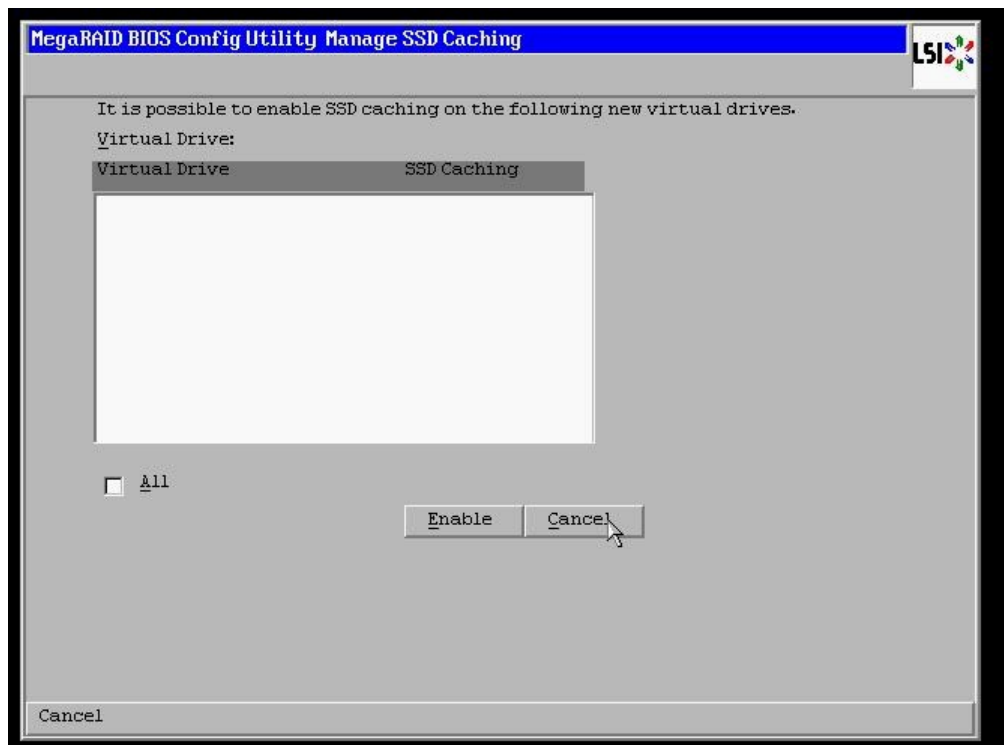 MegaRAID BIOS Config Utility Manage SSD Caching
LSI
It is possible to enable SSD caching on the following new virtual drives.
Virtual Drive:
Virtual Drive SSD Caching
All
Enable Cancel
Cancel